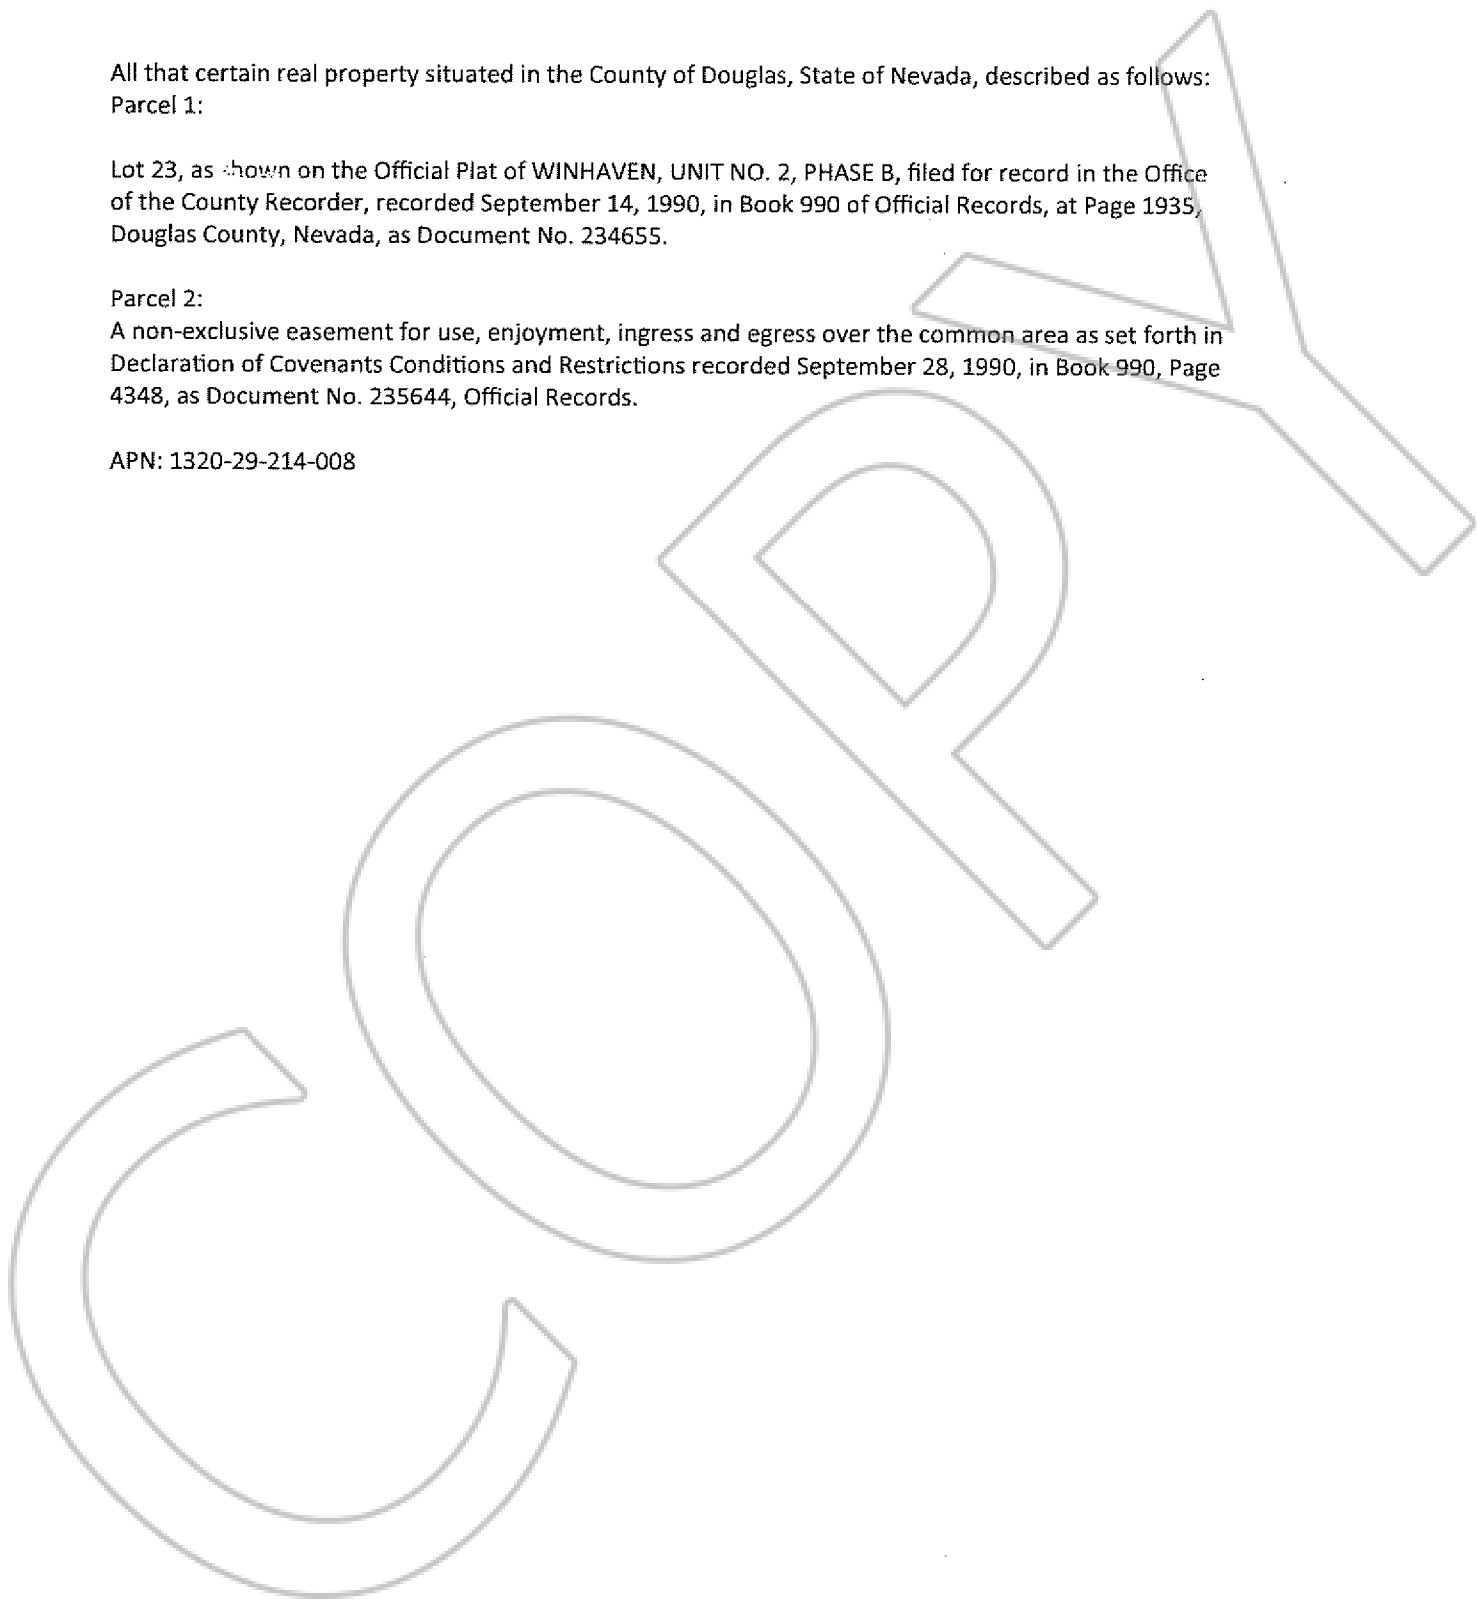 All that certain real property situated in the County of Douglas, State of Nevada, described as follows:
Parcel 1:
Lot 23, as shown on the Official Plat of WINHAVEN, UNIT NO. 2, PHASE B, filed for record in the Office
of the County Recorder, recorded September 14, 1990, in Book 990 of Official Records, at Page 1935,
Douglas County, Nevada, as Document No. 234655.
Parcel 2:
A non-exclusive easement for use, enjoyment, ingress and egress over the common area as set forth in
Declaration of Covenants Conditions and Restrictions recorded September 28, 1990, in Book 990, Page
4348, as Document No. 235644, Official Records.
APN: 1320-29-214-008
COPY